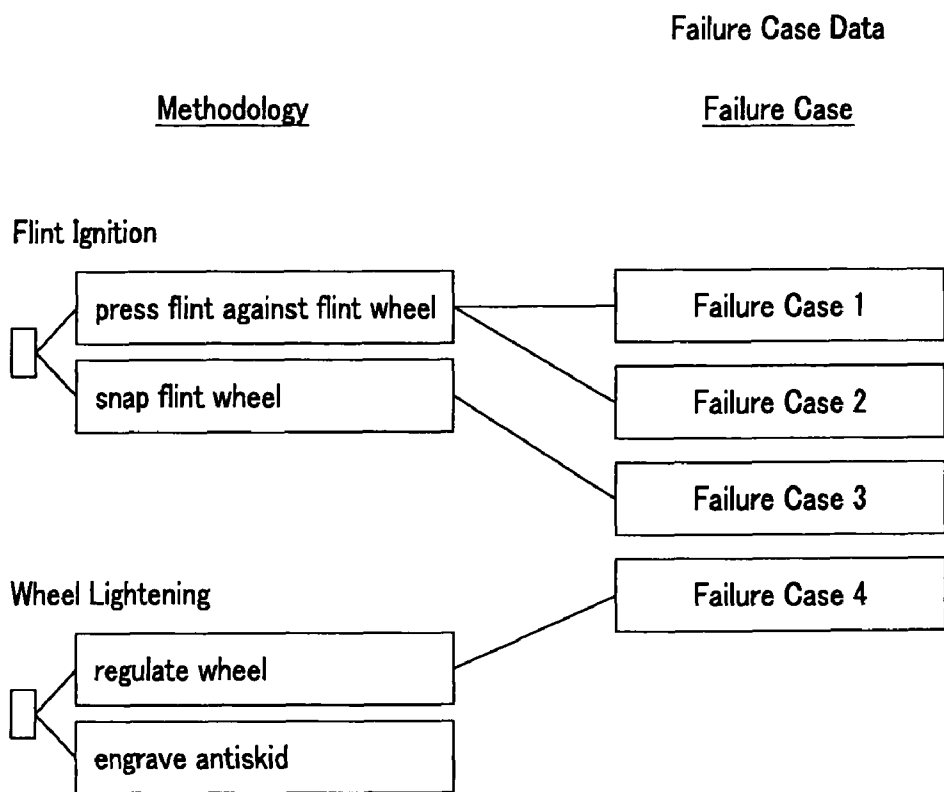 Failure Case Data
Methodology
Failure Case
Flint Ignition
press flint against flint wheel
Failure Case 1
snap flint wheel
Failure Case 2
Failure Case 3
Wheel Lightening
Failure Case 4
regulate wheel
engrave antiskid